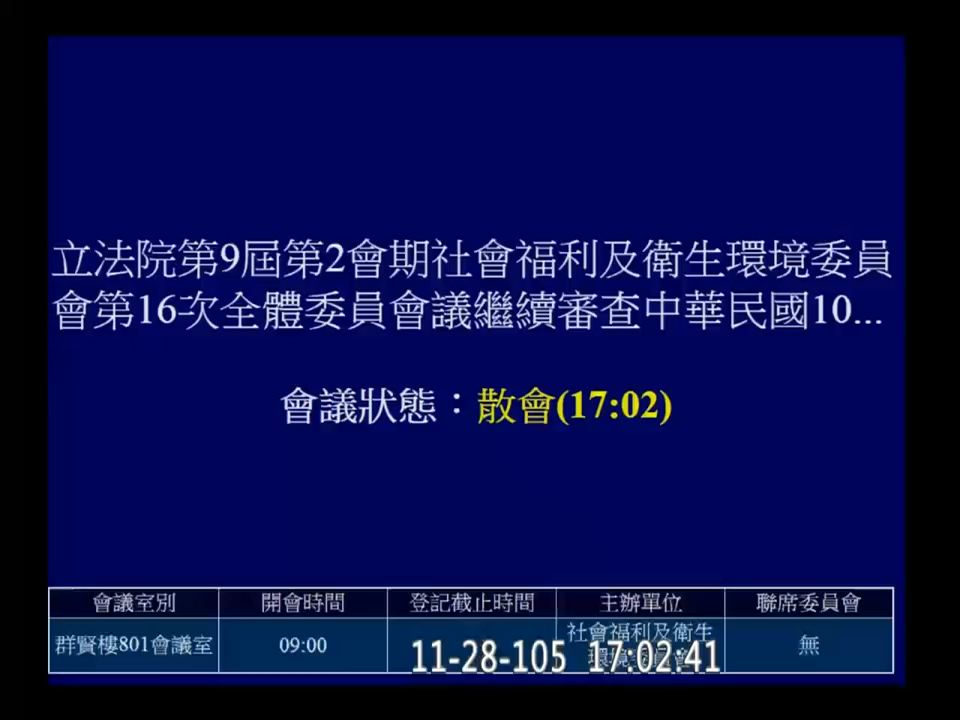 立法院第9屆第2會期社會福利及衛生環境委員
會第16次全體委員會議繼續審查中華民國10...
會議狀態：散會(17:02)
會議室別 開會時間 登記截止時間 主辦單位 聯席委員會
群賢樓801會議室 09:00 社會福利及衛生 無
11-28-105 17:02:41